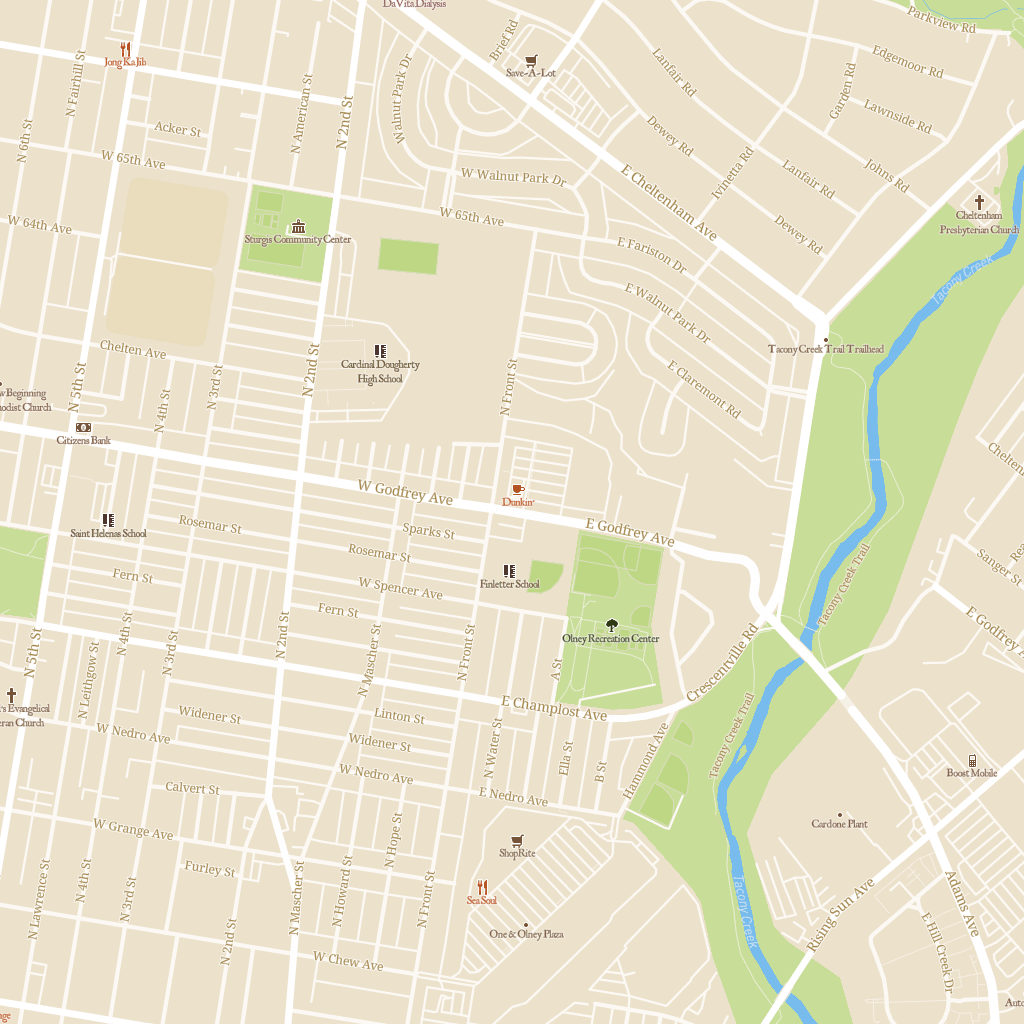 DaVita Dialysis
Parkview Rd
Brief Rd
Edgemoor Rd
Jong Ka Jib
Save-A-Lot
Lanfair Rd
Garden Rd
N Fairhill St
N American St
Walnut Park Dr
Lawnside Rd
N 2nd St
Acker St
Dewey Rd
N 6th St
W 65th Ave
Johns Rd
Ivinetta Rd
Lanfair Rd
W Walnut Park Dr
E Cheltenham Ave
W 64th Ave
W 65th Ave
Cheltenham
Presbyterian Church
Sturgis Community Center
Dewey Rd
E Fariston Dr
Tacony Creek
E Walnut Park Dr
Chelten Ave
Cardinal Dougherty
High School
Tacony Creek Trail Trailhead
N 5th St
N 3rd St
N 2nd St
N Front St
E Claremont Rd
w Beginning
hodist Church
N 4th St
Citizens Bank
W Godfrey Ave
Dunkin'
Saint Helenas School
Rosemar St
Sparks St
E Godfrey Ave
Rosemar St
Fern St
W Spencer Ave
Finletter School
Sanger St
Tacony Creek Trail
Fern St
Olney Recreation Center
E Godfrey A
N 5th St
N 4th St
N 3rd St
N 2nd St
N Mascher St
N Front St
A St
Crescentville Rd
N Leithgow St
's Evangelical
eran Church
Widener St
Linton St
E Champlost Ave
W Nedro Ave
Widener St
N Water St
Ella St
B St
Hammond Ave
Tacony Creek Trail
W Nedro Ave
E Nedro Ave
Boost Mobile
Calvert St
Cardone Plant
W Grange Ave
N Hope St
ShopRite
Furley St
Sea Soul
N Lawrence St
N 4th St
N 3rd St
N 2nd St
N Mascher St
N Howard St
N Front St
Tacony Creek
Rising Sun Ave
Adams Ave
One & Olney Plaza
E Hill Creek Dr
W Chew Ave
Auto